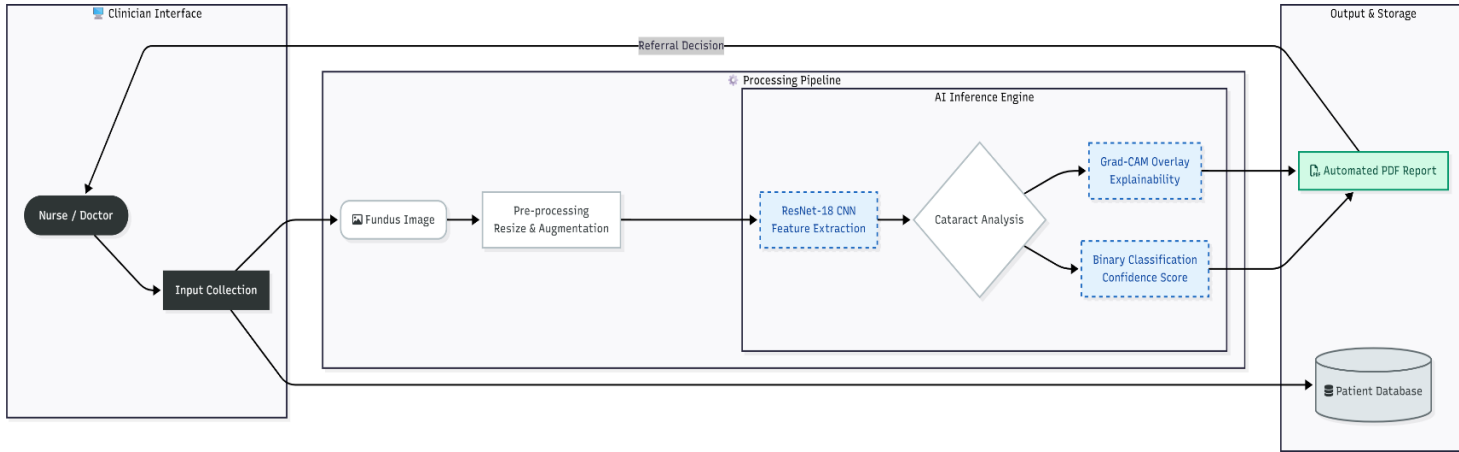 Clinician Interface
Output & Storage
Referral Decision
Processing Pipeline
AI Inference Engine
Nurse / Doctor
Input Collection
Fundus Image
Pre-processing
Resize & Augmentation
ResNet-18 CNN
Feature Extraction
Cataract Analysis
Grad-CAM Overlay
Explainability
Binary Classification
Confidence Score
Automated PDF Report
Patient Database